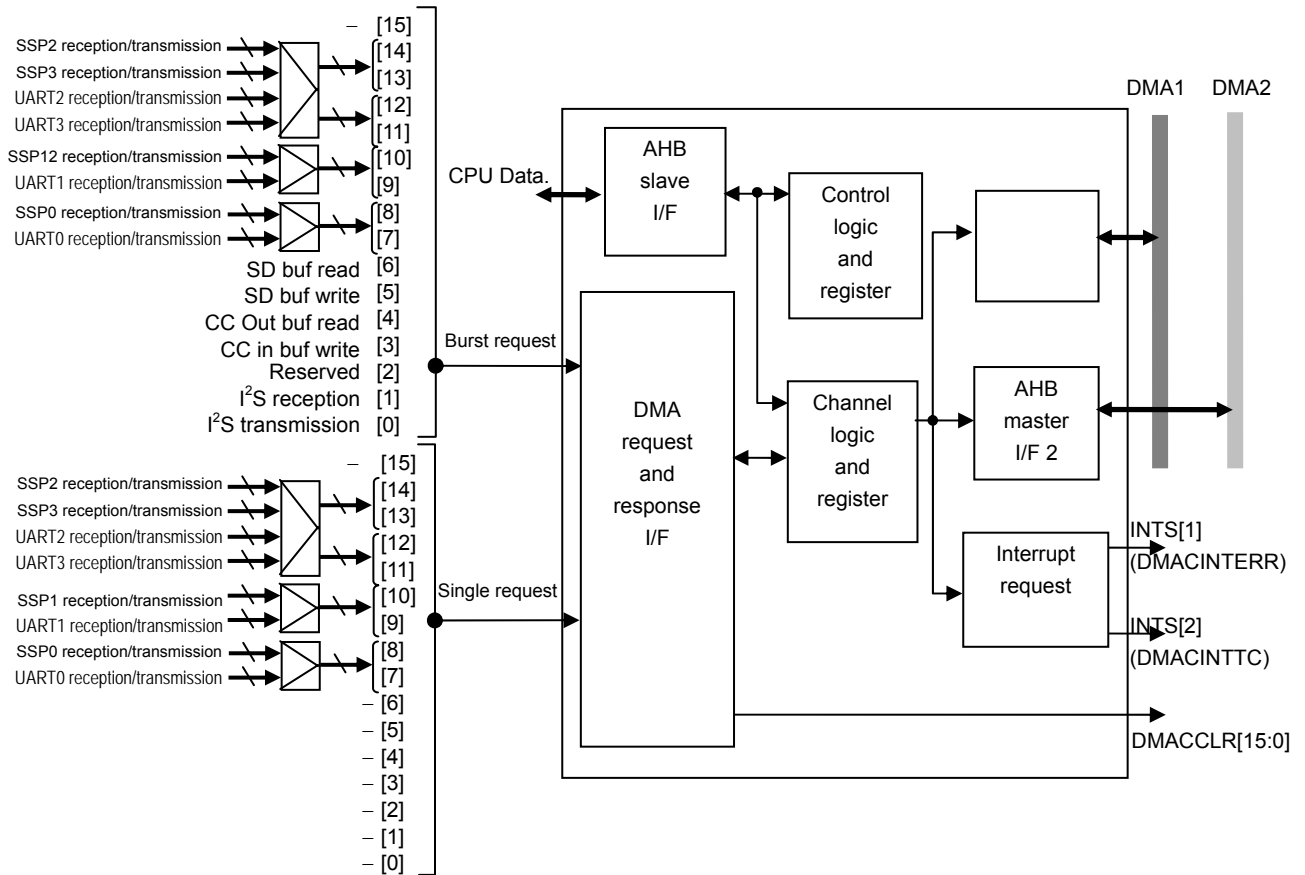 – [15]
SSP2 reception/transmission [14]
SSP3 reception/transmission [13]
UART2 reception/transmission [12]
UART3 reception/transmission [11]
SSP12 reception/transmission [10]
UART1 reception/transmission [9]
SSP0 reception/transmission [8]
UART0 reception/transmission [7]
SD buf read [6]
SD buf write [5]
CC Out buf read [4]
CC in buf write [3]
Reserved [2]
I²S reception [1]
I²S transmission [0]
Burst request
– [15]
SSP2 reception/transmission [14]
SSP3 reception/transmission [13]
UART2 reception/transmission [12]
UART3 reception/transmission [11]
SSP1 reception/transmission [10]
UART1 reception/transmission [9]
SSP0 reception/transmission [8]
UART0 reception/transmission [7]
– [6]
– [5]
– [4]
– [3]
– [2]
– [1]
– [0]
Single request
CPU Data.
AHB
slave
I/F
Control
logic
and
register
DMA
request
and
response
I/F
Channel
logic
and
register
AHB
master
I/F 2
Interrupt
request
DMA1 DMA2
INTS[1]
(DMACINTERR)
INTS[2]
(DMACINTTC)
DMACCLR[15:0]